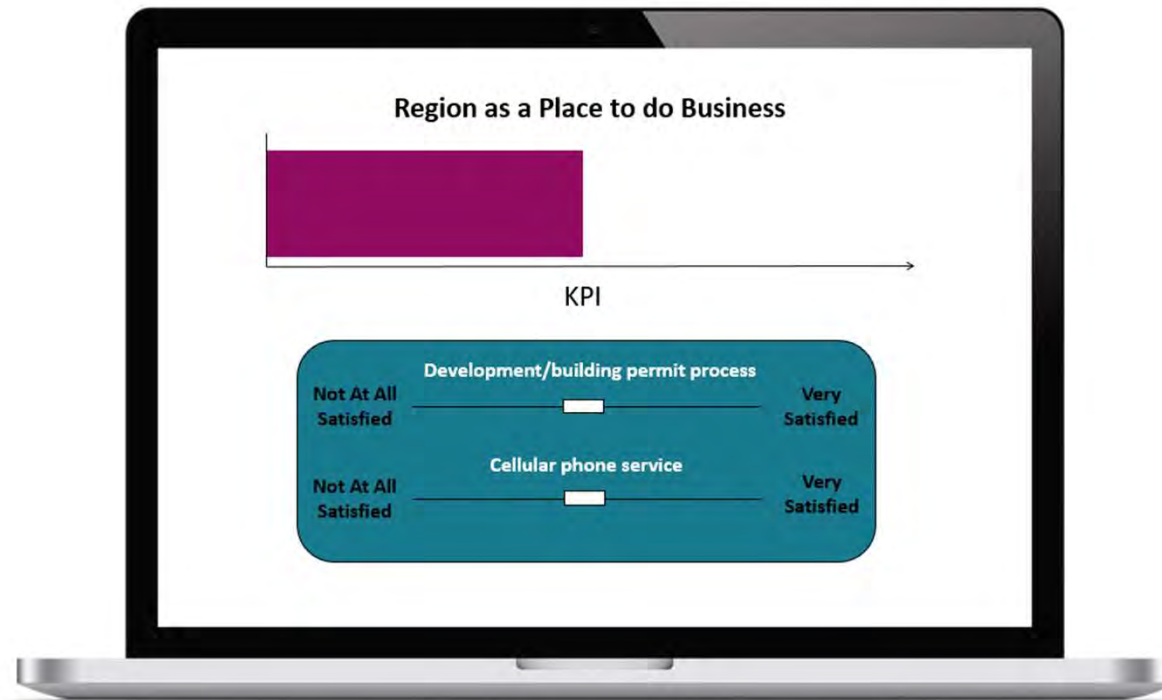 Region as a Place to do Business
KPI
Development/building permit process
Not At All
Satisfied
Very
Satisfied
Cellular phone service
Not At All
Satisfied
Very
Satisfied